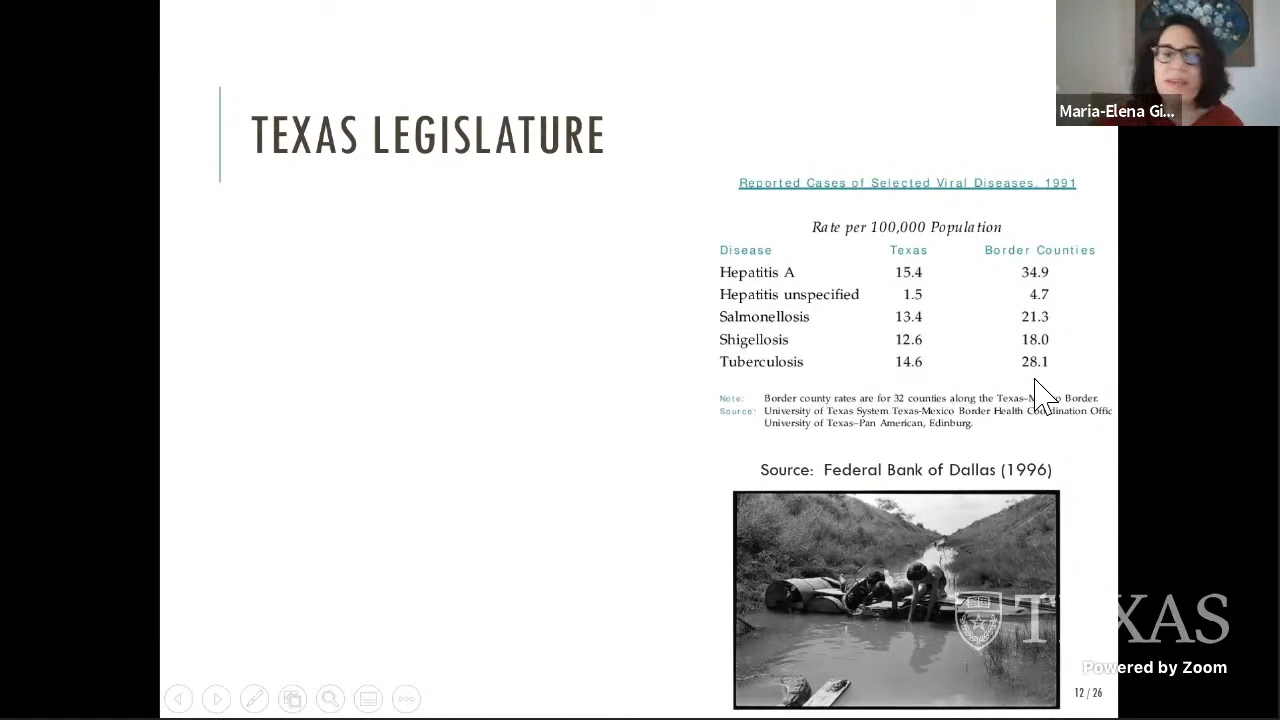 Maria-Elena Gi...
TEXAS LEGISLATURE
Reported Cases of Selected Viral Diseases, 1991
Rate per 100,000 Population
Disease Texas Border Counties
Hepatitis A 15.4 34.9
Hepatitis unspecified 1.5 4.7
Salmonellosis 13.4 21.3
Shigellosis 12.6 18.0
Tuberculosis 14.6 28.1
Note: Border county rates are for 32 counties along the Texas–Mexico Border.
Source: University of Texas System Texas-Mexico Border Health Coordination Offic
University of Texas–Pan American, Edinburg.
Source: Federal Bank of Dallas (1996)
TEXAS
Powered by Zoom
12 / 26